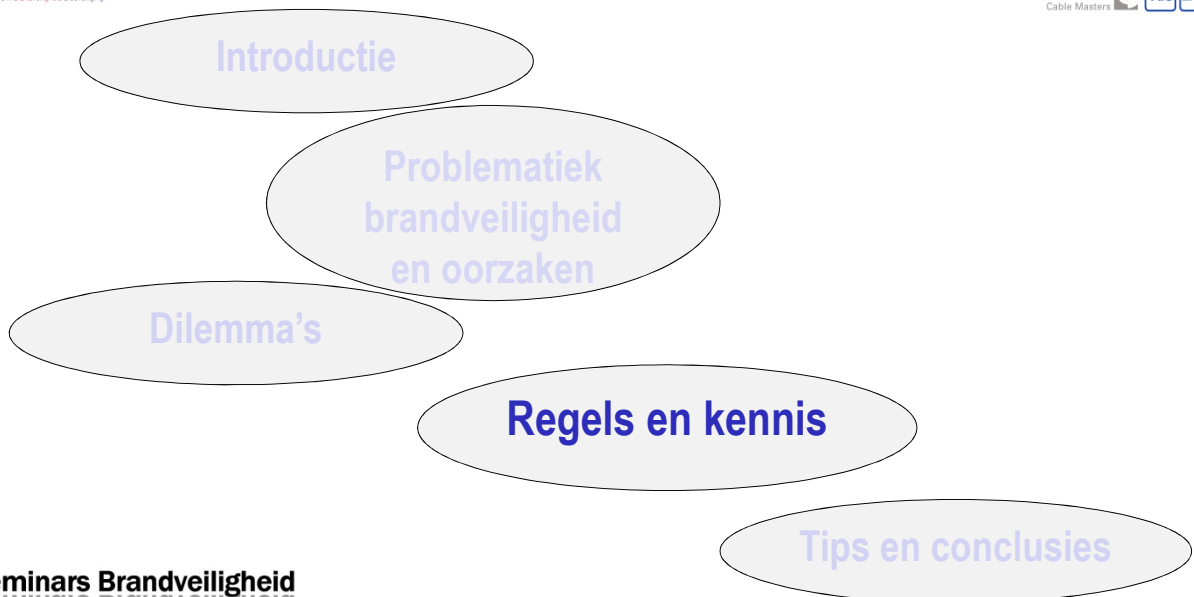 Cable Masters
Introductie
Problematiek
brandveiligheid
en oorzaken
Dilemma's
Regels en kennis
Tips en conclusies
eminars Brandveiligheid